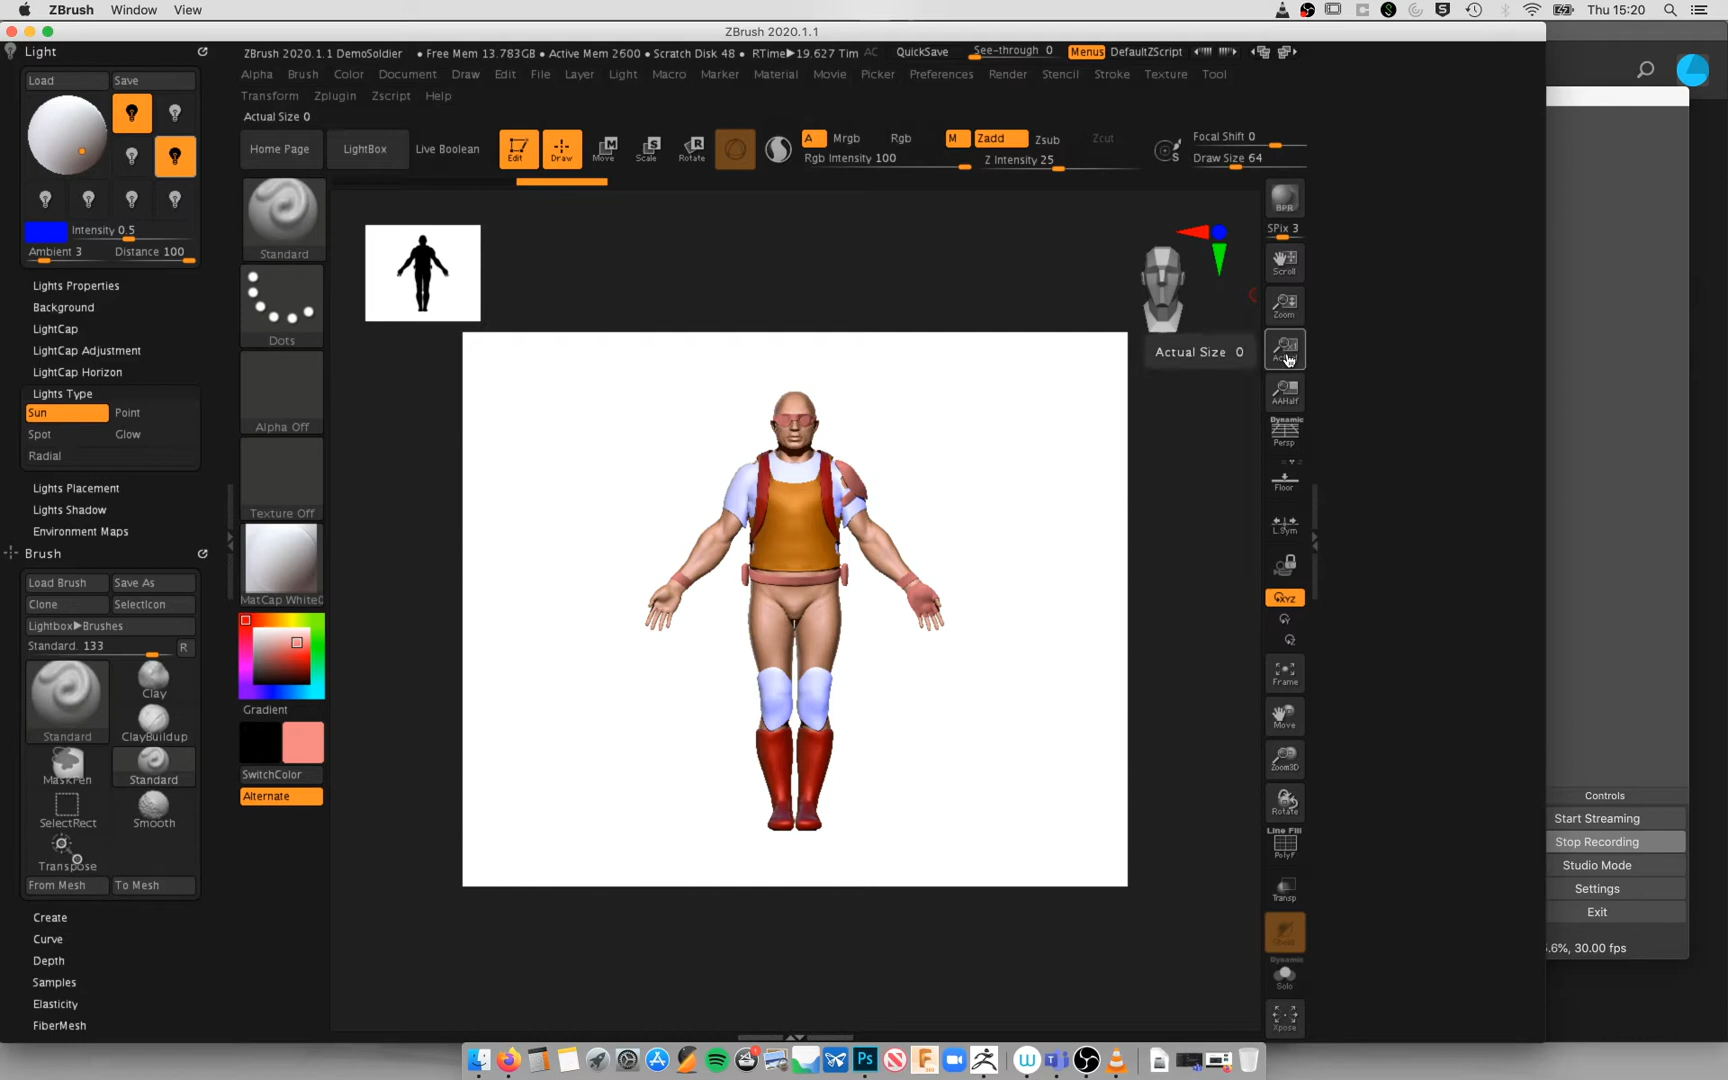 ZBrush
Window
View
Thu 15:20
ZBrush 2020.1.1
Light
ZBrush 2020.1.1 DemoSoldier
• Free Mem 13.783GB • Active Mem 2600 • Scratch Disk 48 • RTime▶19.627 Tim
AC
QuickSave
See-through 0
Menus
DefaultZScript
Load
Save
Alpha
Brush
Color
Document
Draw
Edit
File
Layer
Light
Macro
Marker
Material
Movie
Picker
Preferences
Render
Stencil
Stroke
Texture
Tool
Transform
Zplugin
Zscript
Help
Actual Size 0
Home Page
LightBox
Live Boolean
Edit
Draw
Move
Scale
Rotate
A
Mrgb
Rgb
M
Zadd
Zsub
Zcut
Rgb Intensity 100
Z Intensity 25
S
Focal Shift 0
Draw Size 64
Intensity 0.5
Ambient 3
Distance 100
Standard
BPR
SPix 3
Scroll
Lights Properties
Background
LightCap
LightCap Adjustment
LightCap Horizon
Lights Type
Sun
Point
Spot
Glow
Radial
Lights Placement
Lights Shadow
Environment Maps
Dots
Alpha Off
Texture Off
MatCap White0
Zoom
Actual Size 0
AAHalf
Dynamic
Persp
Floor
L.Sym
XYZ
Y
Z
Frame
Move
Zoom3D
Rotate
Line Fill
PolyF
Transp
Ghost
Dynamic
Solo
Xpose
Brush
Load Brush
Save As
Clone
SelectIcon
Lightbox▶Brushes
Standard. 133
R
Standard
Clay
ClayBuildup
MaskPen
Standard
SelectRect
Smooth
Transpose
From Mesh
To Mesh
Gradient
SwitchColor
Alternate
Create
Curve
Depth
Samples
Elasticity
FiberMesh
Controls
Start Streaming
Stop Recording
Studio Mode
Settings
Exit
5.6%, 30.00 fps
Ps